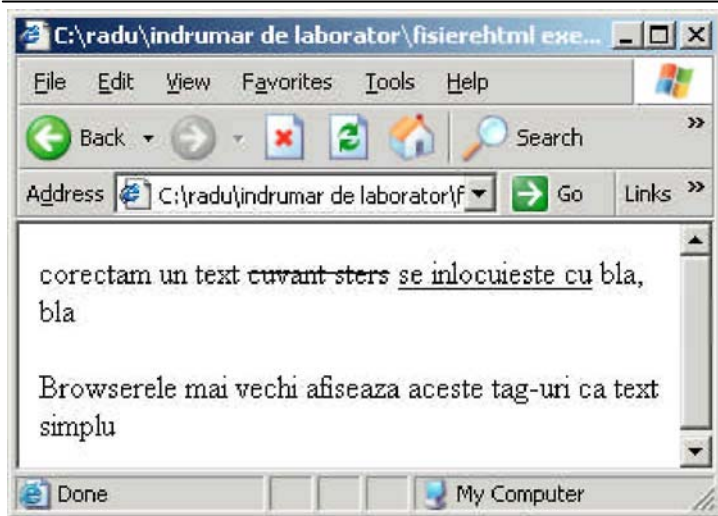 C:\radu\indrumar de laborator\fisierehtml exe...
File Edit View Favorites Tools Help
Back Search »
Address C:\radu\indrumar de laborator\f Go Links »
corectam un text cuvant sters se inlocuieste cu bla,
bla
Browserele mai vechi afiseaza aceste tag-uri ca text
simplu
Done My Computer